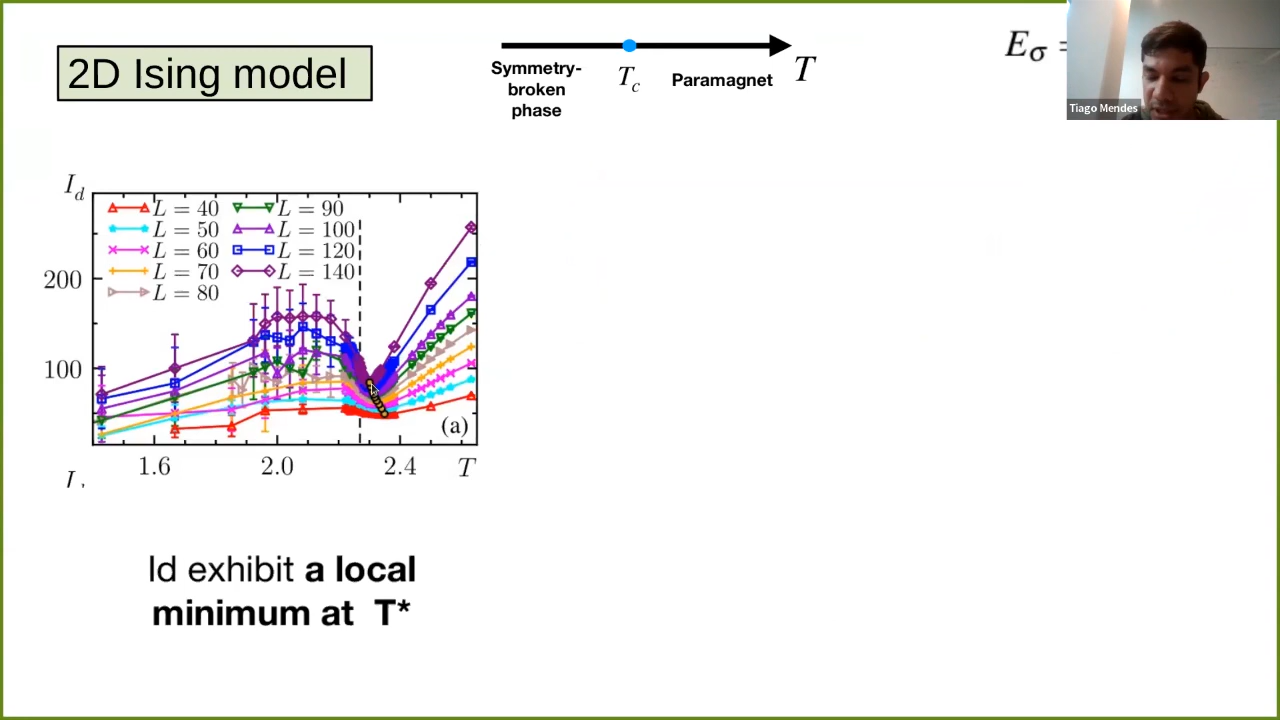 2D Ising model
Symmetry-
broken
phase
T_c
Paramagnet
T
E_σ =
Tiago Mendes
I_d
L = 40
L = 50
L = 60
L = 70
L = 80
L = 90
L = 100
L = 120
L = 140
200
100
(a)
1.6 2.0 2.4 T
Id exhibit a local
minimum at T*